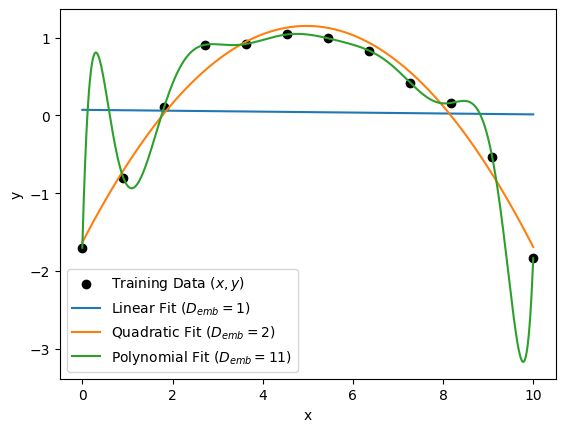 1
0
−1
−2
−3
y
Training Data (x, y)
Linear Fit (D_emb = 1)
Quadratic Fit (D_emb = 2)
Polynomial Fit (D_emb = 11)
0 2 4 6 8 10
x